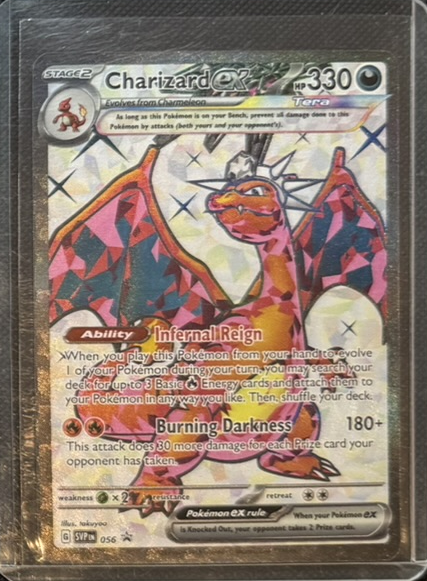 STAGE 2 Charizard ex HP 330
Evolves from Charmeleon Tera
As long as this Pokémon is on your Bench, prevent all damage done to this
Pokémon by attacks (both yours and your opponent's).
Ability Infernal Reign
When you play this Pokémon from your hand to evolve
1 of your Pokémon during your turn, you may search your
deck for up to 3 Basic Energy cards and attach them to
your Pokémon in any way you like. Then, shuffle your deck.
Burning Darkness 180+
This attack does 30 more damage for each Prize card your
opponent has taken.
weakness ×2 resistance retreat
Pokémon ex rule When your Pokémon ex
is Knocked Out, your opponent takes 2 Prize cards.
Illus. takuyoa
G SVP EN 056